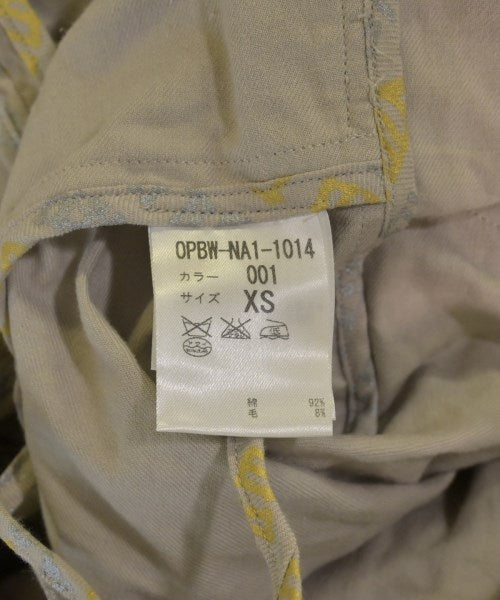 OPBW-NA1-1014
カラー 001
サイズ XS
綿 92%
毛 8%